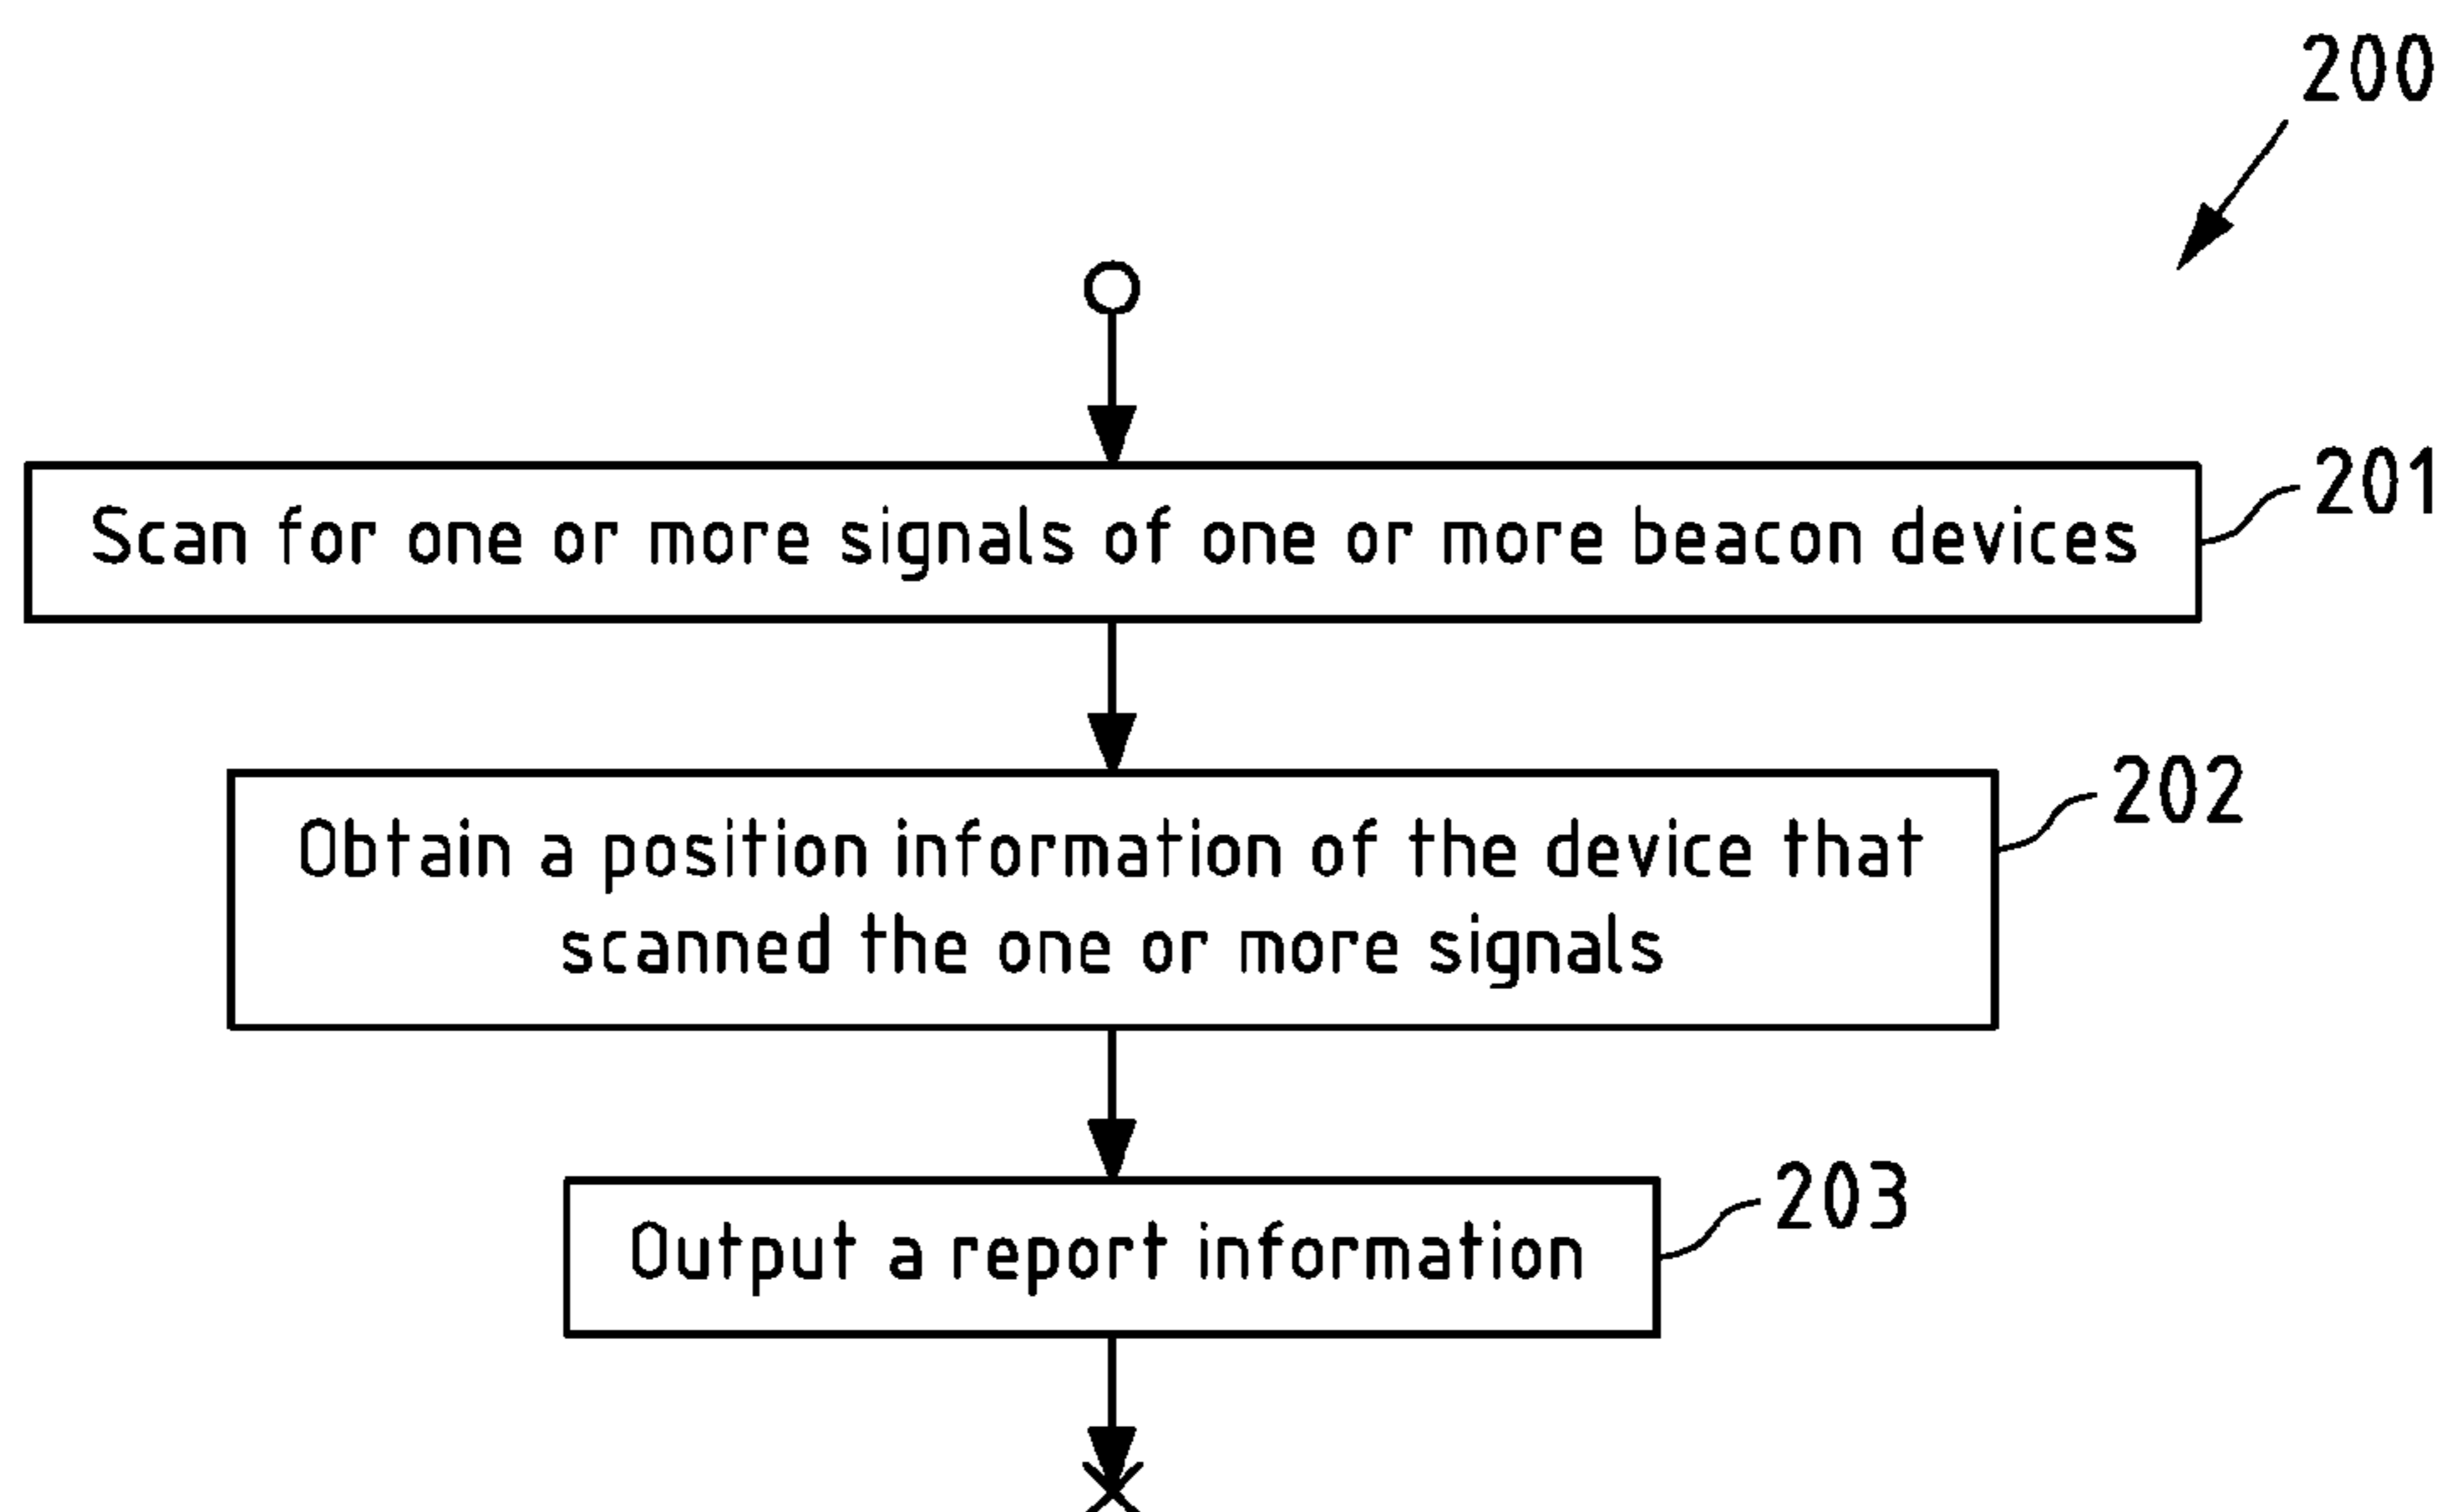 200
Scan for one or more signals of one or more beacon devices
201
Obtain a position information of the device that
scanned the one or more signals
202
Output a report information
203